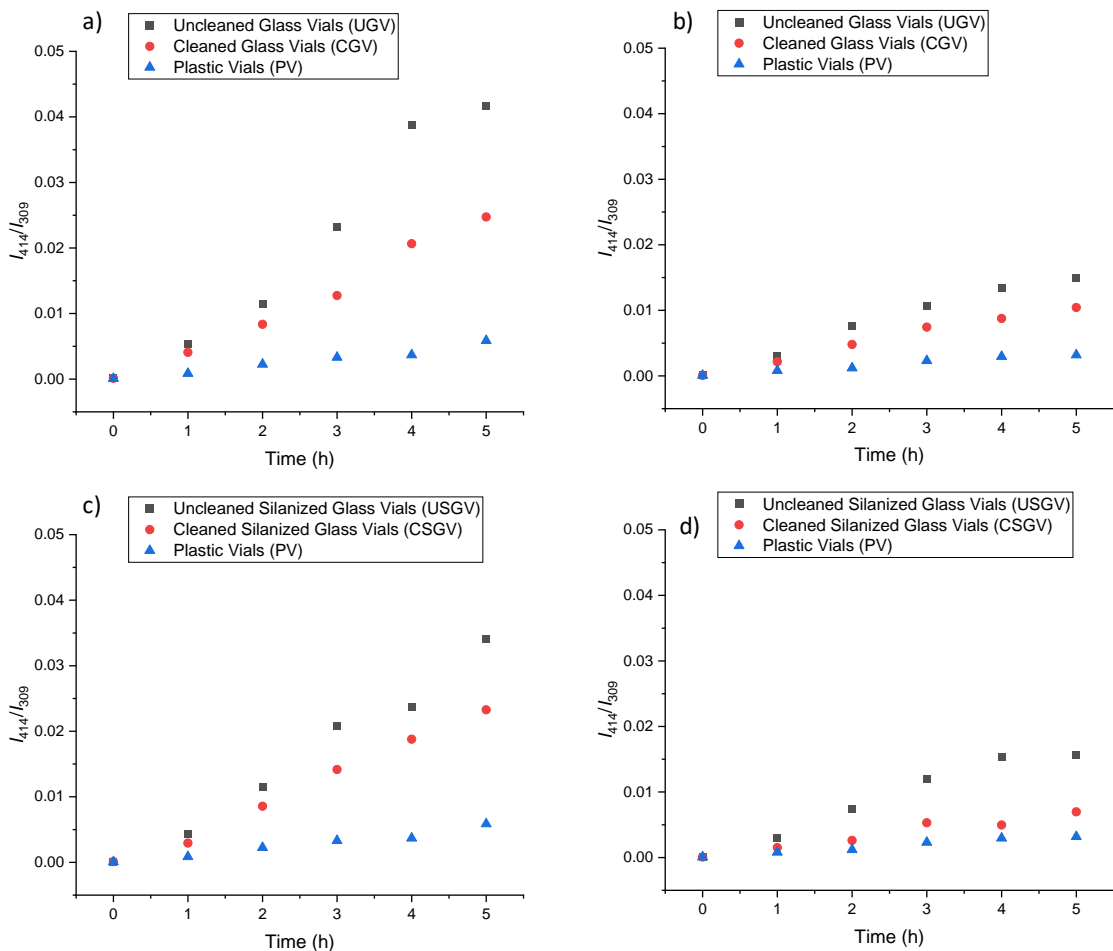 a)
Uncleaned Glass Vials (UGV)
Cleaned Glass Vials (CGV)
Plastic Vials (PV)
0.05
0.04
0.03
0.02
0.01
0.00
I414/I309
0 1 2 3 4 5
Time (h)
b)
Uncleaned Glass Vials (UGV)
Cleaned Glass Vials (CGV)
Plastic Vials (PV)
0.05
0.04
0.03
0.02
0.01
0.00
I414/I309
0 1 2 3 4 5
Time (h)
c)
Uncleaned Silanized Glass Vials (USGV)
Cleaned Silanized Glass Vials (CSGV)
Plastic Vials (PV)
0.05
0.04
0.03
0.02
0.01
0.00
I414/I309
0 1 2 3 4 5
Time (h)
d)
Uncleaned Silanized Glass Vials (USGV)
Cleaned Silanized Glass Vials (CSGV)
Plastic Vials (PV)
0.05
0.04
0.03
0.02
0.01
0.00
I414/I309
0 1 2 3 4 5
Time (h)